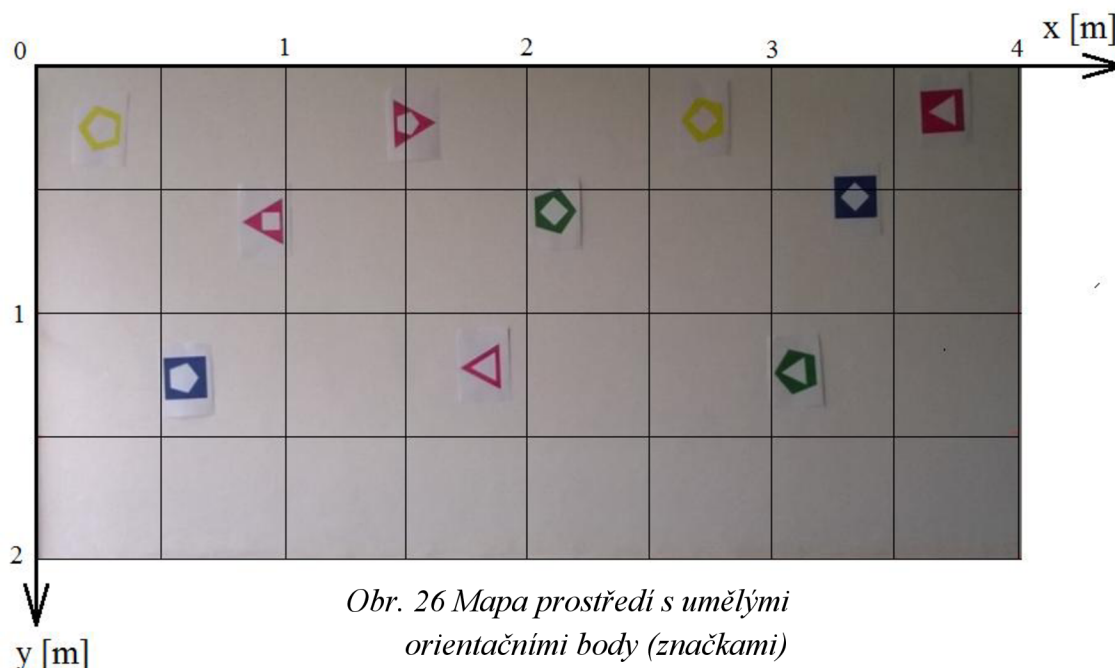 x [m]
0 1 2 3 4
1
2
Obr. 26 Mapa prostředí s umělými
orientačními body (značkami)
y [m]